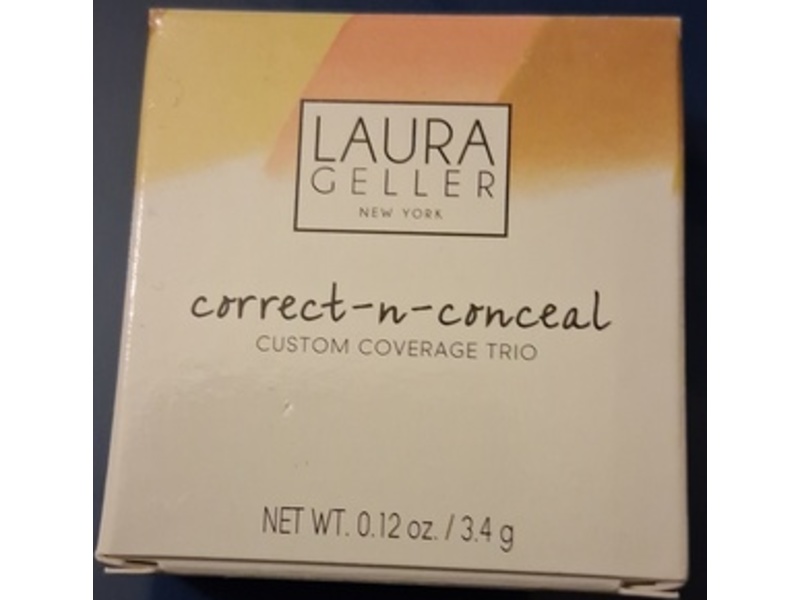 LAURA
GELLER
NEW YORK
correct-n-conceal
CUSTOM COVERAGE TRIO
NET WT. 0.12 oz. / 3.4 g